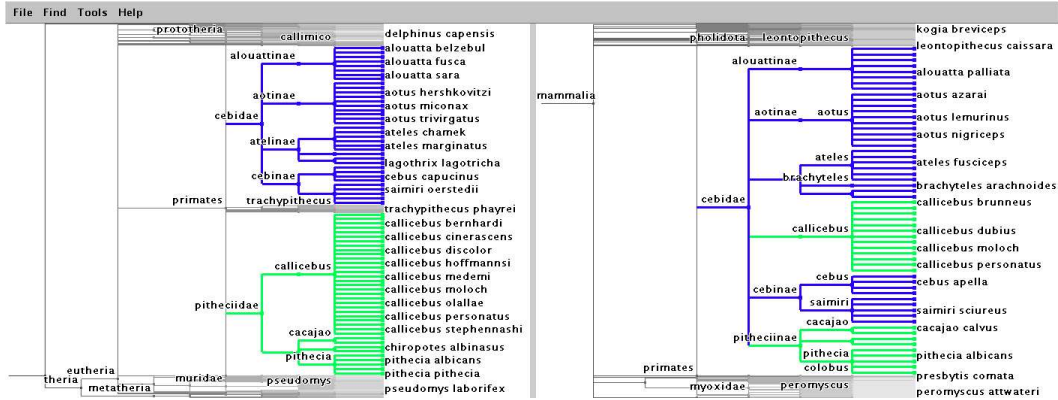 File Find Tools Help
prototheria
callimico
delphinus capensis
alouatta belzebul
alouattinae
alouatta fusca
alouatta sara
aotus hershkovitzi
aotinae
aotus miconax
aotus trivirgatus
cebidae
ateles chamek
atelinae
ateles marginatus
lagothrix lagotricha
cebinae
cebus capucinus
saimiri oerstedii
primates
trachypithecus
trachypithecus phayrei
callicebus bernhardi
callicebus cinerascens
callicebus discolor
callicebus
callicebus hoffmannsi
callicebus medemi
callicebus moloch
pitheciidae
callicebus olallae
callicebus personatus
callicebus stephennashi
cacajao
chiropotes albinasus
pithecia
pithecia albicans
pithecia pithecia
eutheria
theria
muridae
pseudomys
metatheria
pseudomys laborifex
kogia breviceps
pholidota
leontopithecus
leontopithecus caissara
alouattinae
alouatta palliata
mammalia
aotus azarai
aotinae
aotus
aotus lemurinus
aotus nigriceps
ateles
ateles fusciceps
brachyteles
brachyteles arachnoides
cebidae
callicebus brunneus
callicebus
callicebus dubius
callicebus moloch
callicebus personatus
cebus
cebus apella
cebinae
saimiri
saimiri sciureus
cacajao
cacajao calvus
pitheciinae
pithecia
pithecia albicans
primates
colobus
presbytis comata
myoxidae
peromyscus
peromyscus attwateri